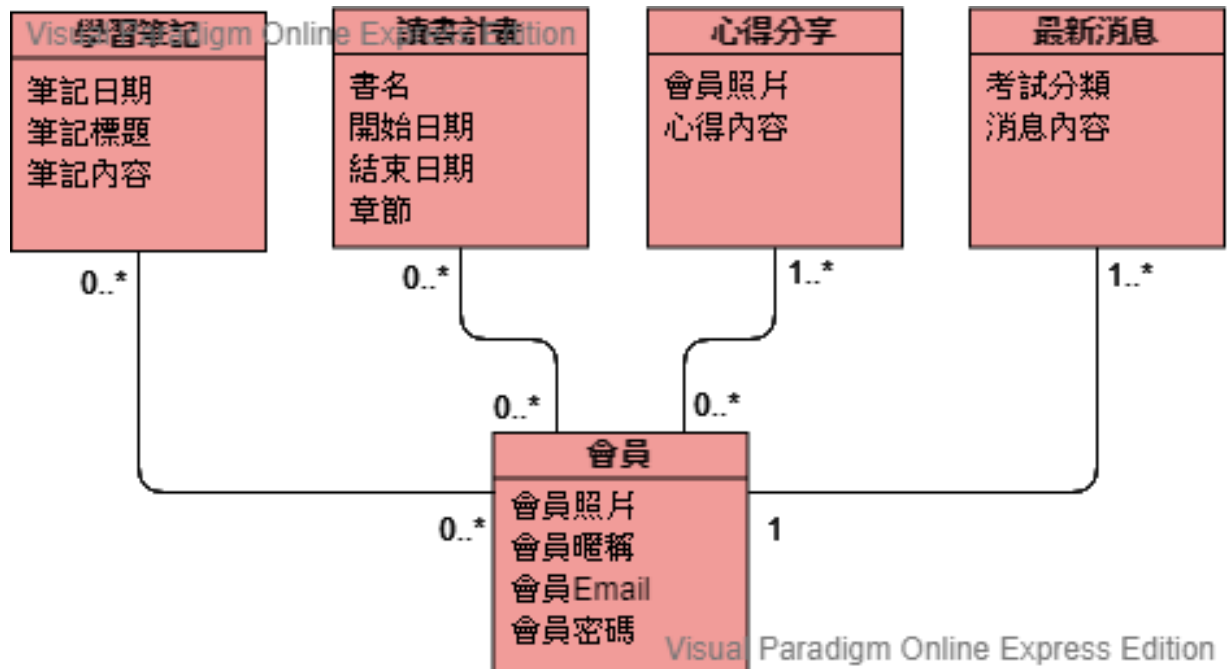 Visual Paradigm Online Express Edition
學習筆記
筆記日期
筆記標題
筆記內容
讀書計畫
書名
開始日期
結束日期
章節
心得分享
會員照片
心得內容
最新消息
考試分類
消息內容
0..*
0..*
1..*
1..*
0..*
0..*
0..*
1
會員
會員照片
會員暱稱
會員Email
會員密碼
Visual Paradigm Online Express Edition